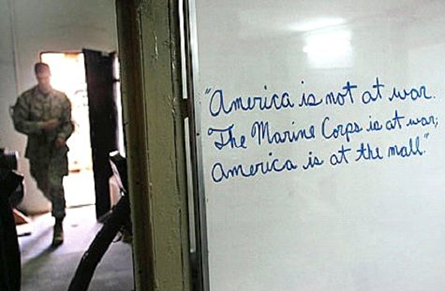 "America is not at war.
The Marine Corps is at war;
America is at the mall."